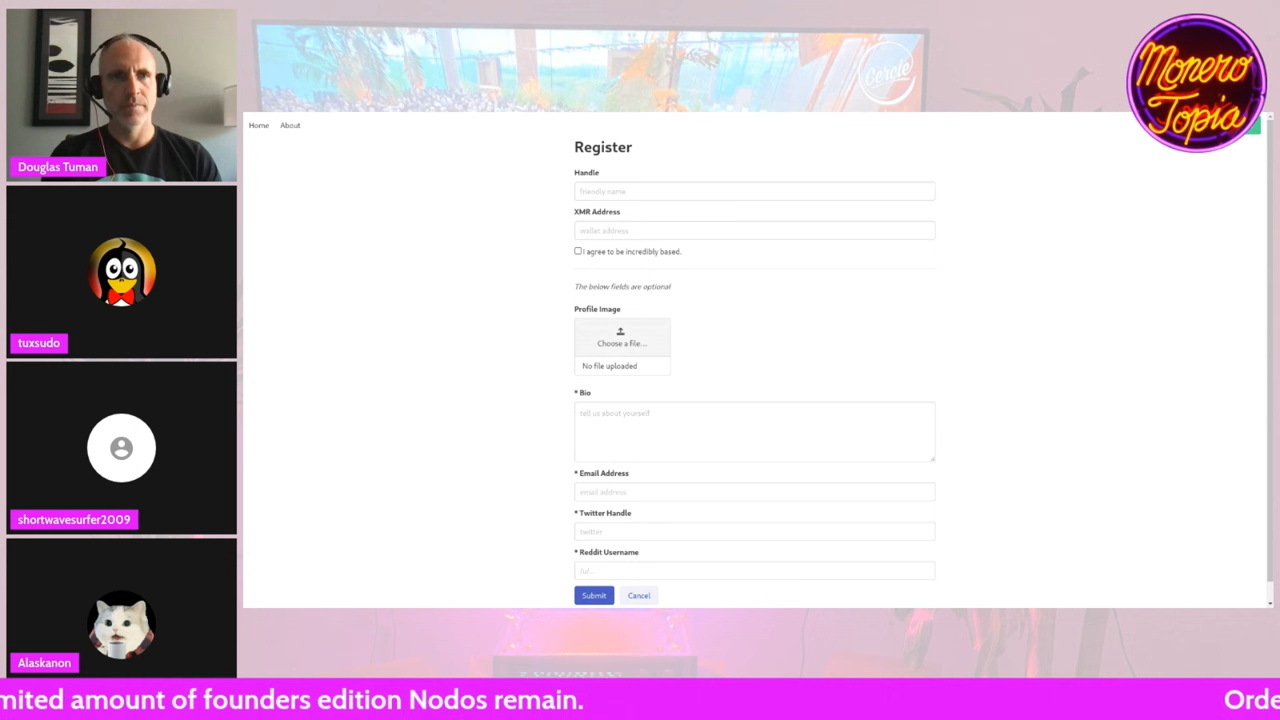 Cercle
Monero
Topia
Douglas Tuman
tuxsudo
shortwavesurfer2009
Alaskanon
Home About
Register
Handle
friendly name
XMR Address
wallet address
I agree to be incredibly based.
The below fields are optional
Profile Image
Choose a file...
No file uploaded
* Bio
tell us about yourself
* Email Address
email address
* Twitter Handle
twitter
* Reddit Username
/u/...
Submit Cancel
mited amount of founders edition Nodos remain. Orde